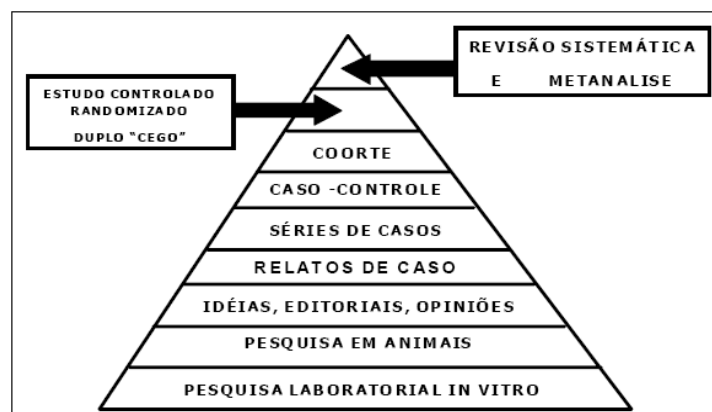 REVISÃO SISTEMÁTICA
E METANALISE
ESTUDO CONTROLADO
RANDOMIZADO
DUPLO “CEGO”
COORTE
CASO -CONTROLE
SÉRIES DE CASOS
RELATOS DE CASO
IDÉIAS, EDITORIAIS, OPINIÕES
PESQUISA EM ANIMAIS
PESQUISA LABORATORIAL IN VITRO